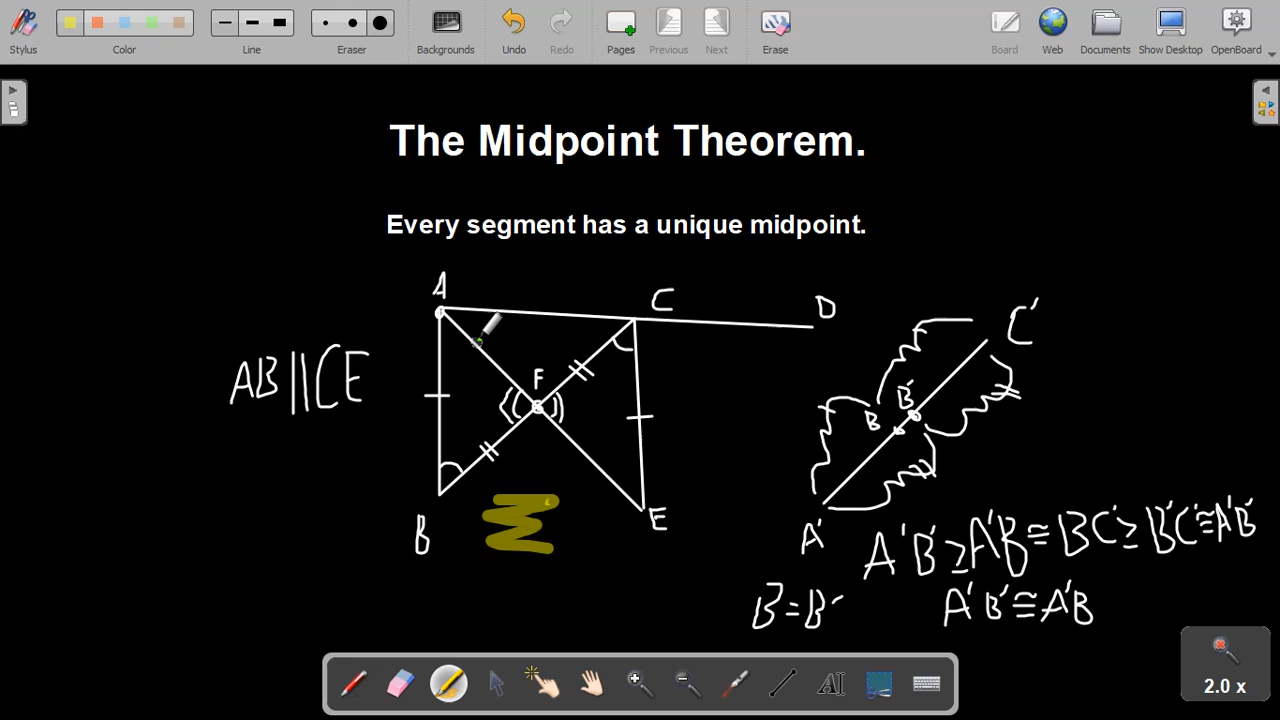 Stylus Color Line Eraser Backgrounds Undo Redo Pages Previous Next Erase Board Web Documents Show Desktop OpenBoard
The Midpoint Theorem.
Every segment has a unique midpoint.
A C D
C'
F
B'
B
AB||CE
B E
A'
A'B' ≥ A'B ≅ BC' ≥ B'C' ≅ A'B'
B = B'
A'B' ≅ A'B
2.0 x